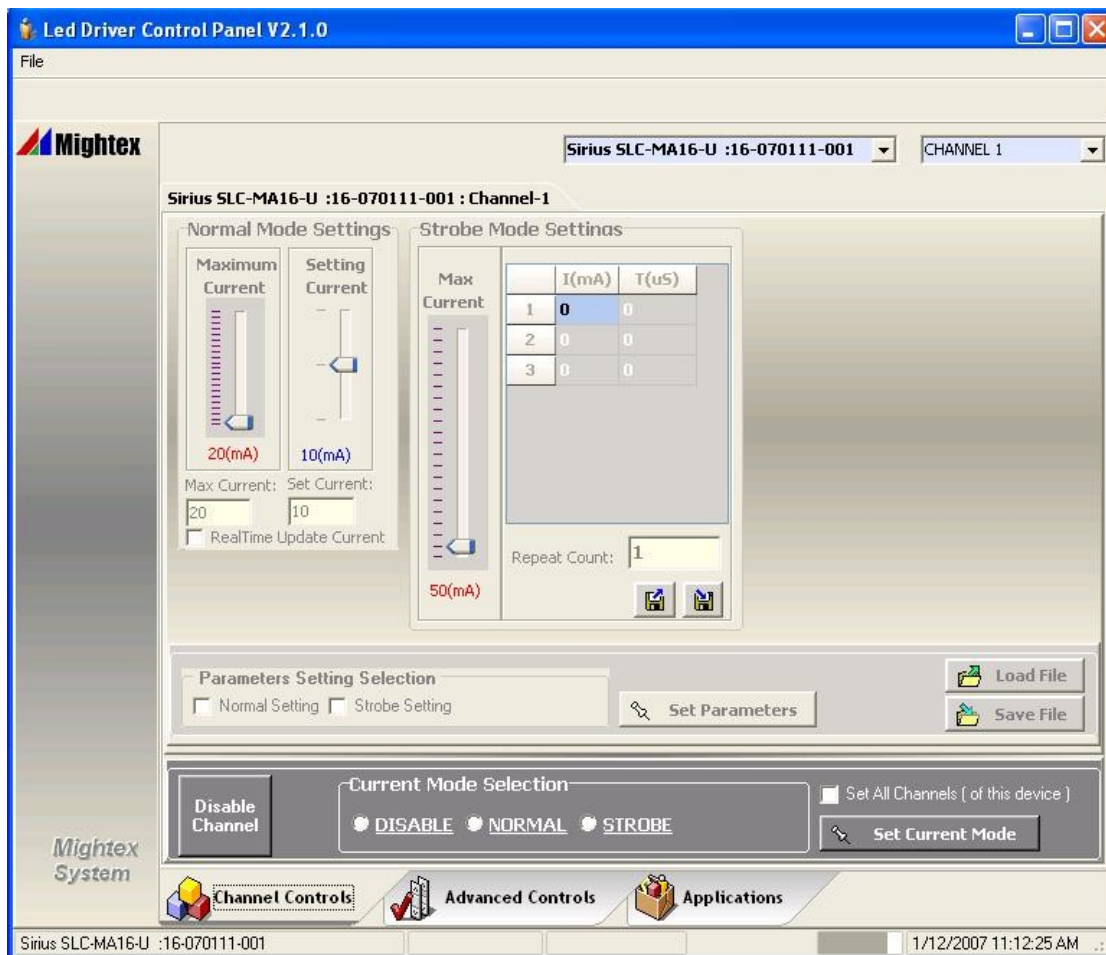 Led Driver Control Panel V2.1.0
File
Mightex
Sirius SLC-MA16-U :16-070111-001
CHANNEL 1
Sirius SLC-MA16-U :16-070111-001 : Channel-1
Normal Mode Settings
Strobe Mode Settings
Maximum Current
Setting Current
Max Current
I(mA) T(uS)
1 0 0
2 0 0
3 0 0
20(mA)
10(mA)
Max Current: Set Current:
20
10
RealTime Update Current
50(mA)
Repeat Count: 1
Parameters Setting Selection
Normal Setting
Strobe Setting
Set Parameters
Load File
Save File
Disable Channel
Current Mode Selection
DISABLE
NORMAL
STROBE
Set All Channels ( of this device )
Set Current Mode
Mightex
System
Channel Controls
Advanced Controls
Applications
Sirius SLC-MA16-U :16-070111-001
1/12/2007 11:12:25 AM